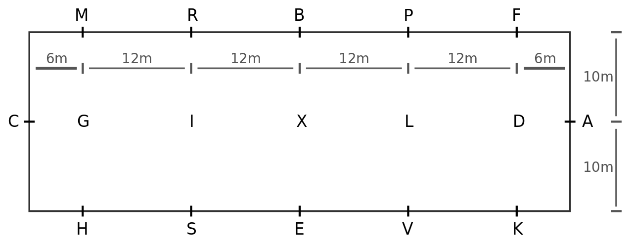 M R B P F
6m 12m 12m 12m 12m 6m
10m
C G I X L D A
10m
H S E V K